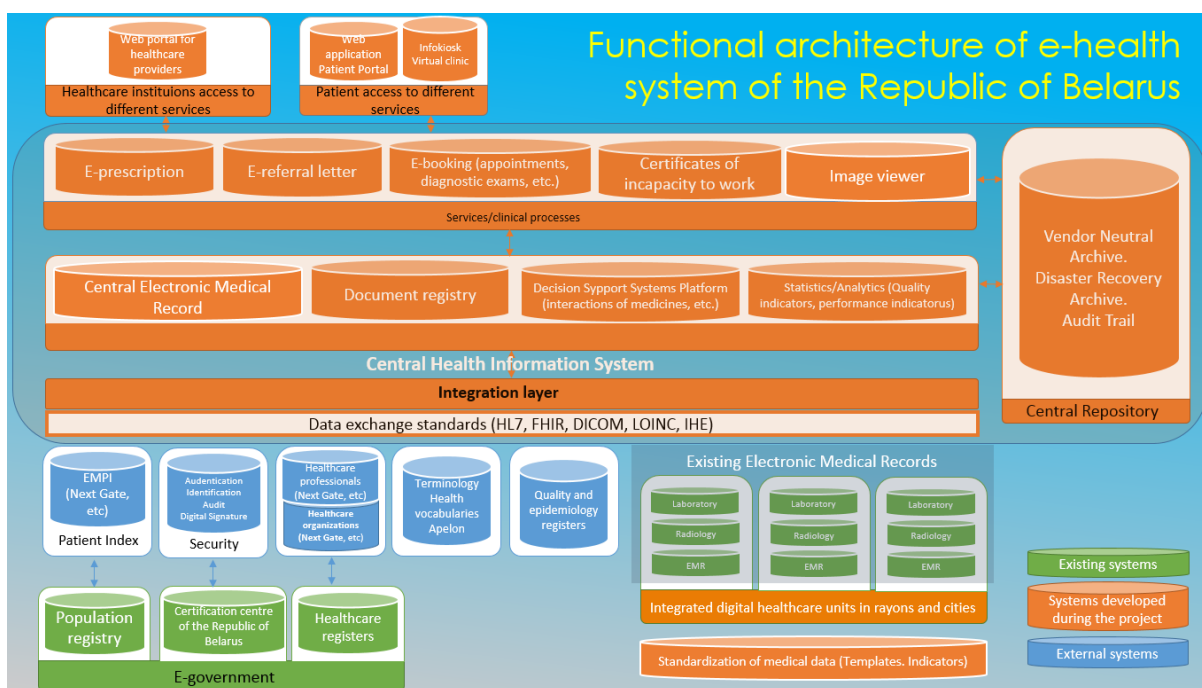 Functional architecture of e-health
system of the Republic of Belarus
Web portal for
healthcare
providers
Healthcare instituions access to
different services
Web
application
Patient Portal
Infokiosk
Virtual clinic
Patient access to different
services
E-prescription
E-referral letter
E-booking (appointments,
diagnostic exams, etc.)
Certificates of
incapacity to work
Image viewer
Services/clinical processes
Central Electronic Medical
Record
Document registry
Decision Sypport Systems Platform
(interactions of medicines, etc.)
Statistics/Analytics (Quality
indicators, performance indicatorus)
Vendor Neutral
Archive.
Disaster Recovery
Archive.
Audit Trail
Central Repository
Central Health Information System
Integration layer
Data exchange standards (HL7, FHIR, DICOM, LOINC, IHE)
EMPI
(Next Gate,
etc)
Patient Index
Audentication
Identification
Audit
Digital Signature
Security
Healthcare
professionals
(Next Gate, etc)
Healthcare
organizations
(Next Gate, etc)
Terminology
Health
vocabularies
Apelon
Quality and
epidemiology
registers
Existing Electronic Medical Records
Laboratory
Radiology
EMR
Laboratory
Radiology
EMR
Laboratory
Radiology
EMR
Integrated digital healthcare units in rayons and cities
Standardization of medical data (Templates. Indicators)
Population
registry
Certification centre
of the Republic of
Belarus
Healthcare
registers
E-government
Existing systems
Systems developed
during the project
External systems